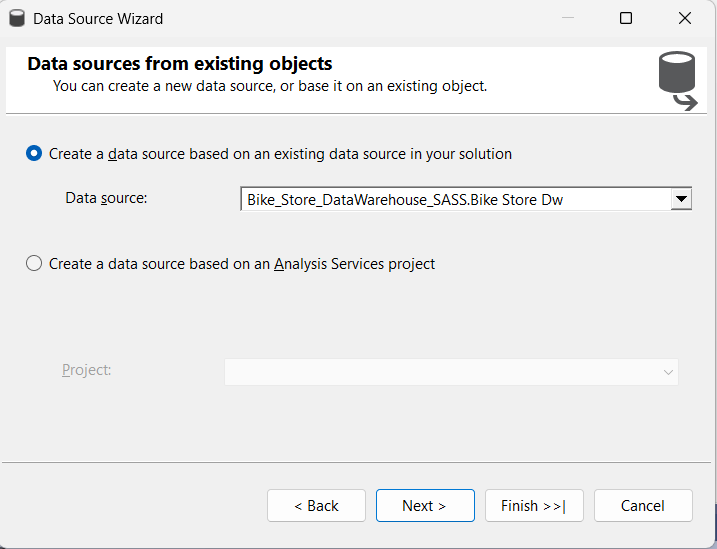 Data Source Wizard
Data sources from existing objects
You can create a new data source, or base it on an existing object.
Create a data source based on an existing data source in your solution
Data source: Bike_Store_DataWarehouse_SASS.Bike Store Dw
Create a data source based on an Analysis Services project
Project:
< Back Next > Finish >>| Cancel